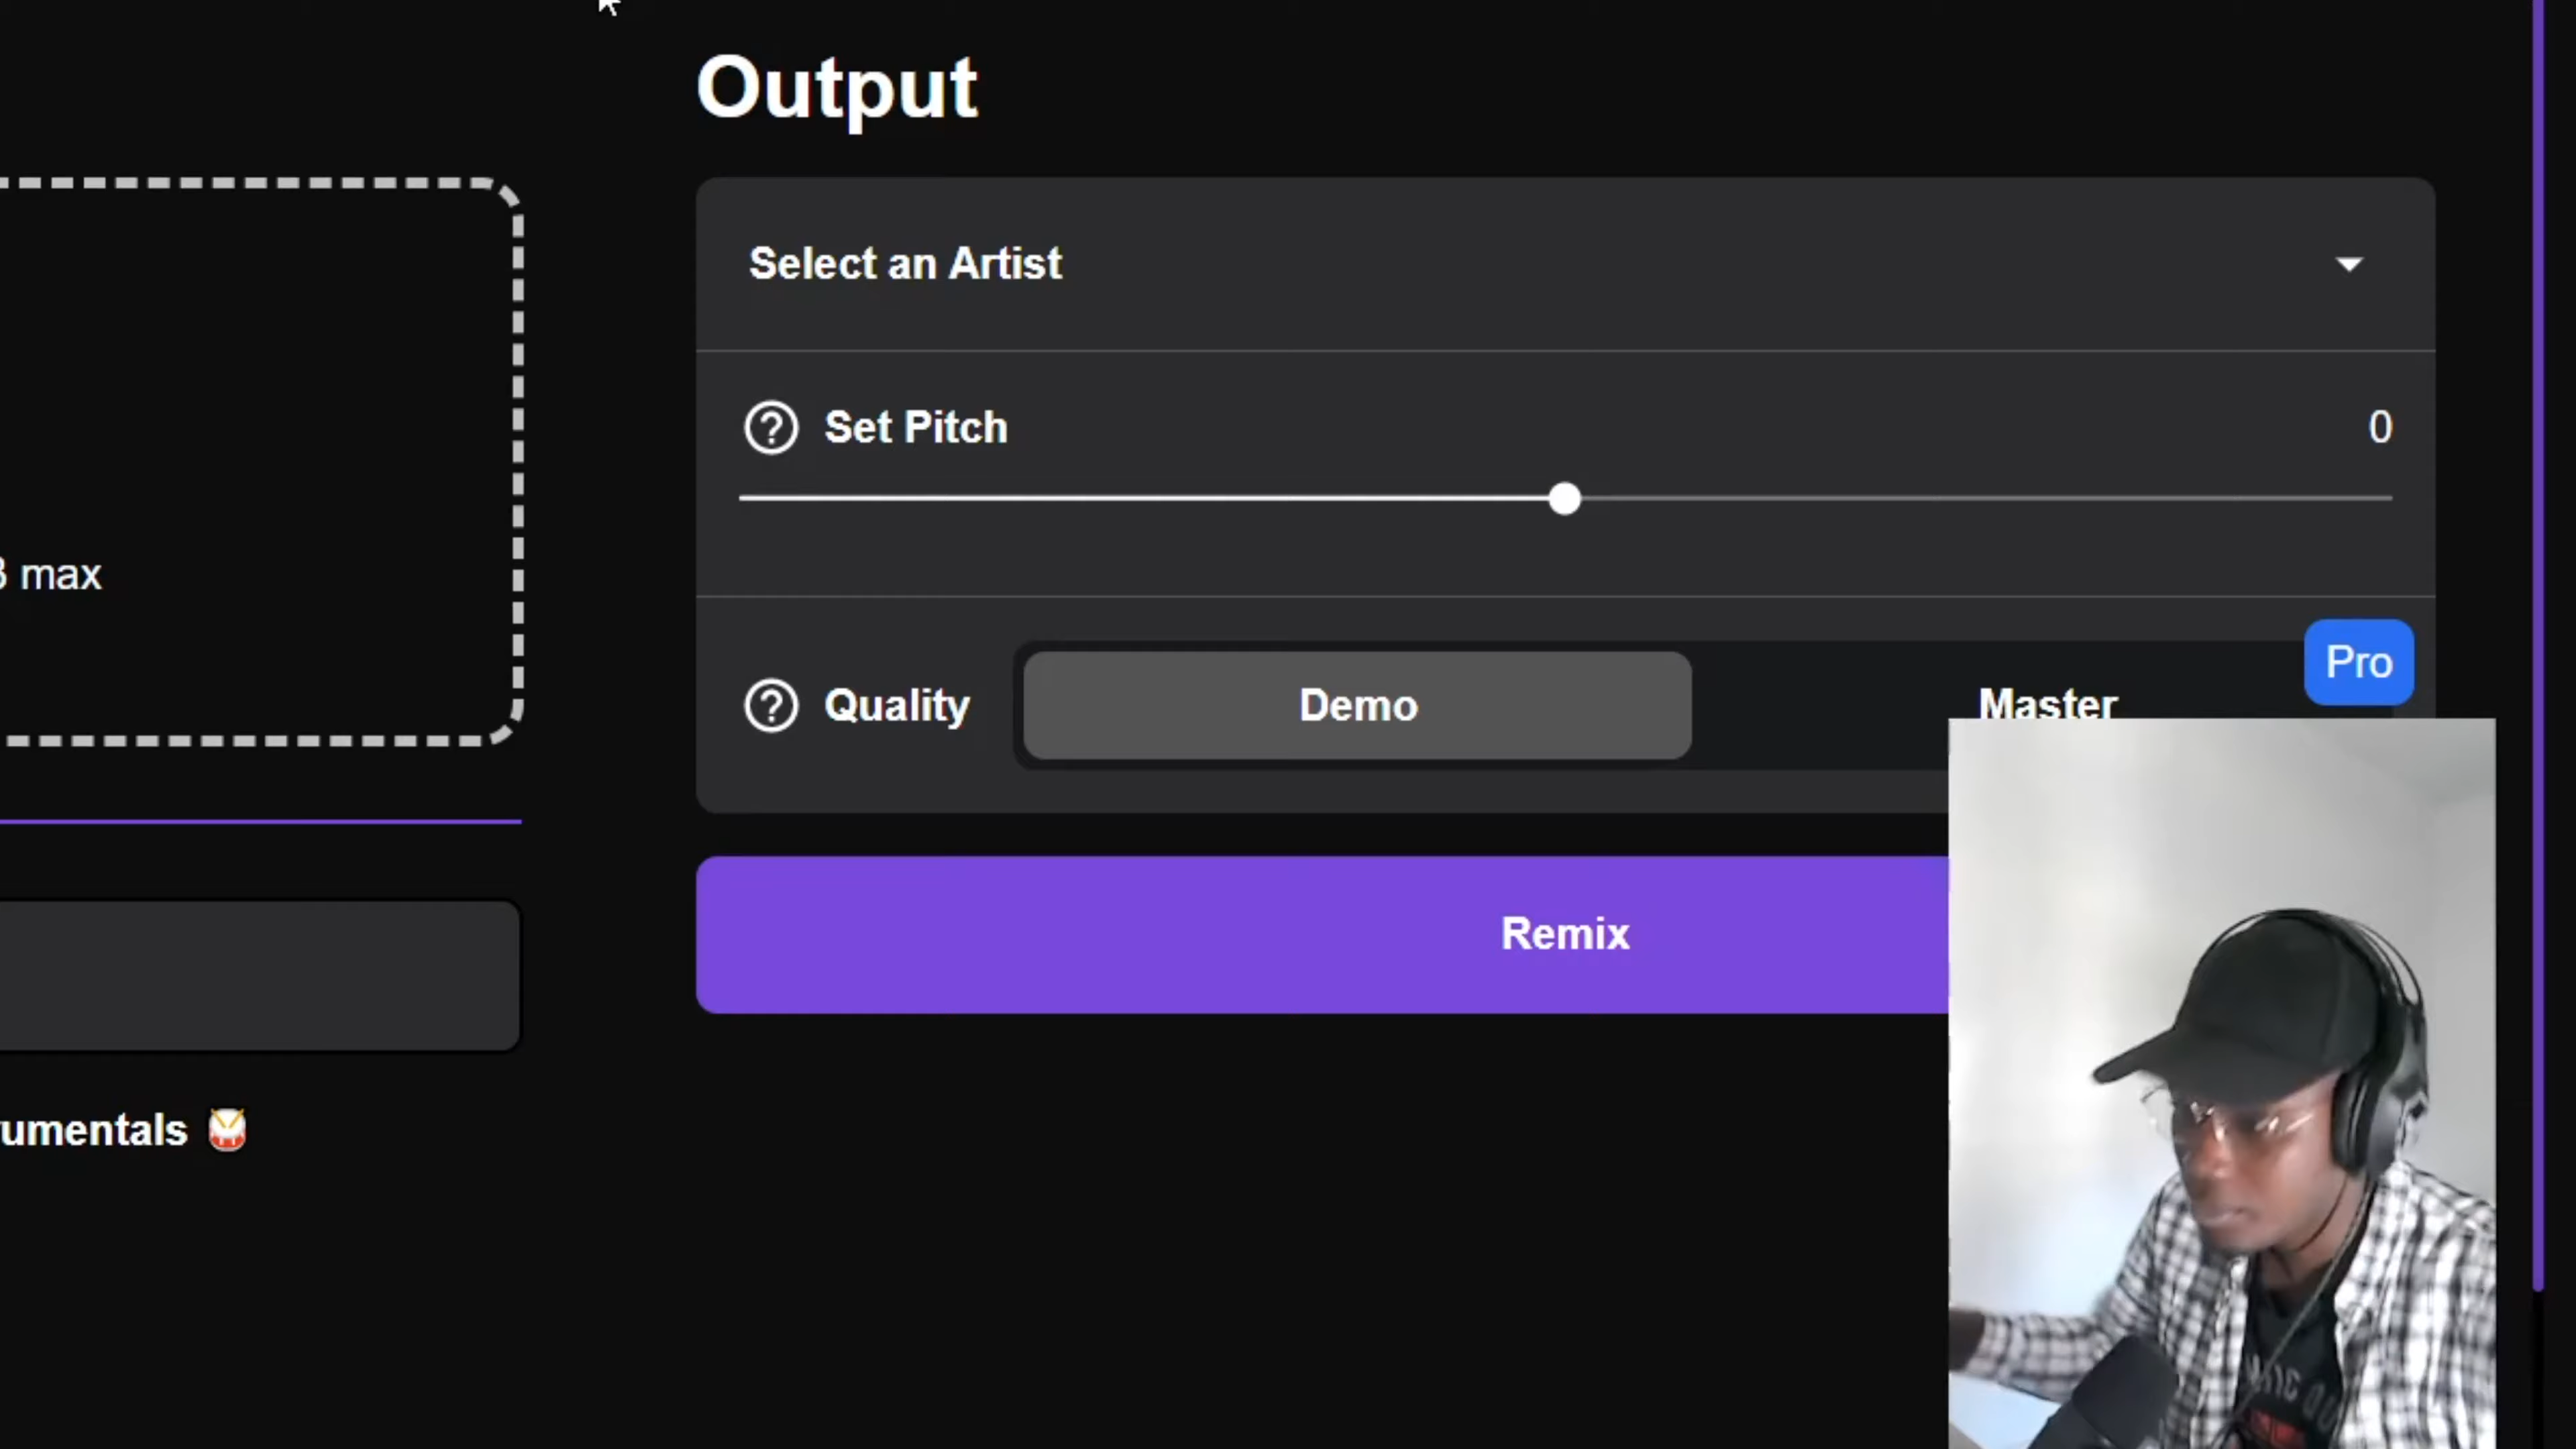 Output
Select an Artist
Set Pitch
0
max
Quality
Demo
Master
Pro
Remix
umentals